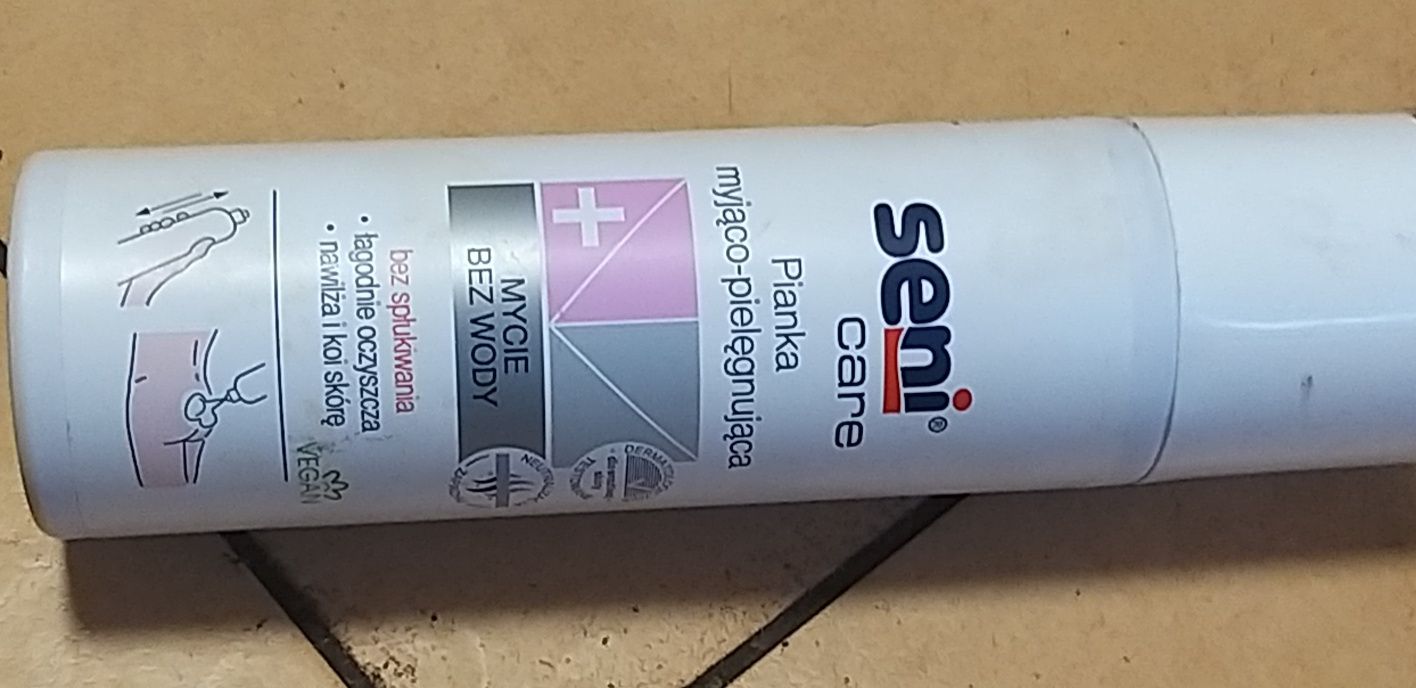 seni®
care
Pianka
myjąco-pielęgnująca
MYCIE
BEZ WODY
bez spłukiwania
• łagodnie oczyszcza
• nawilża i koi skórę
VEGAN